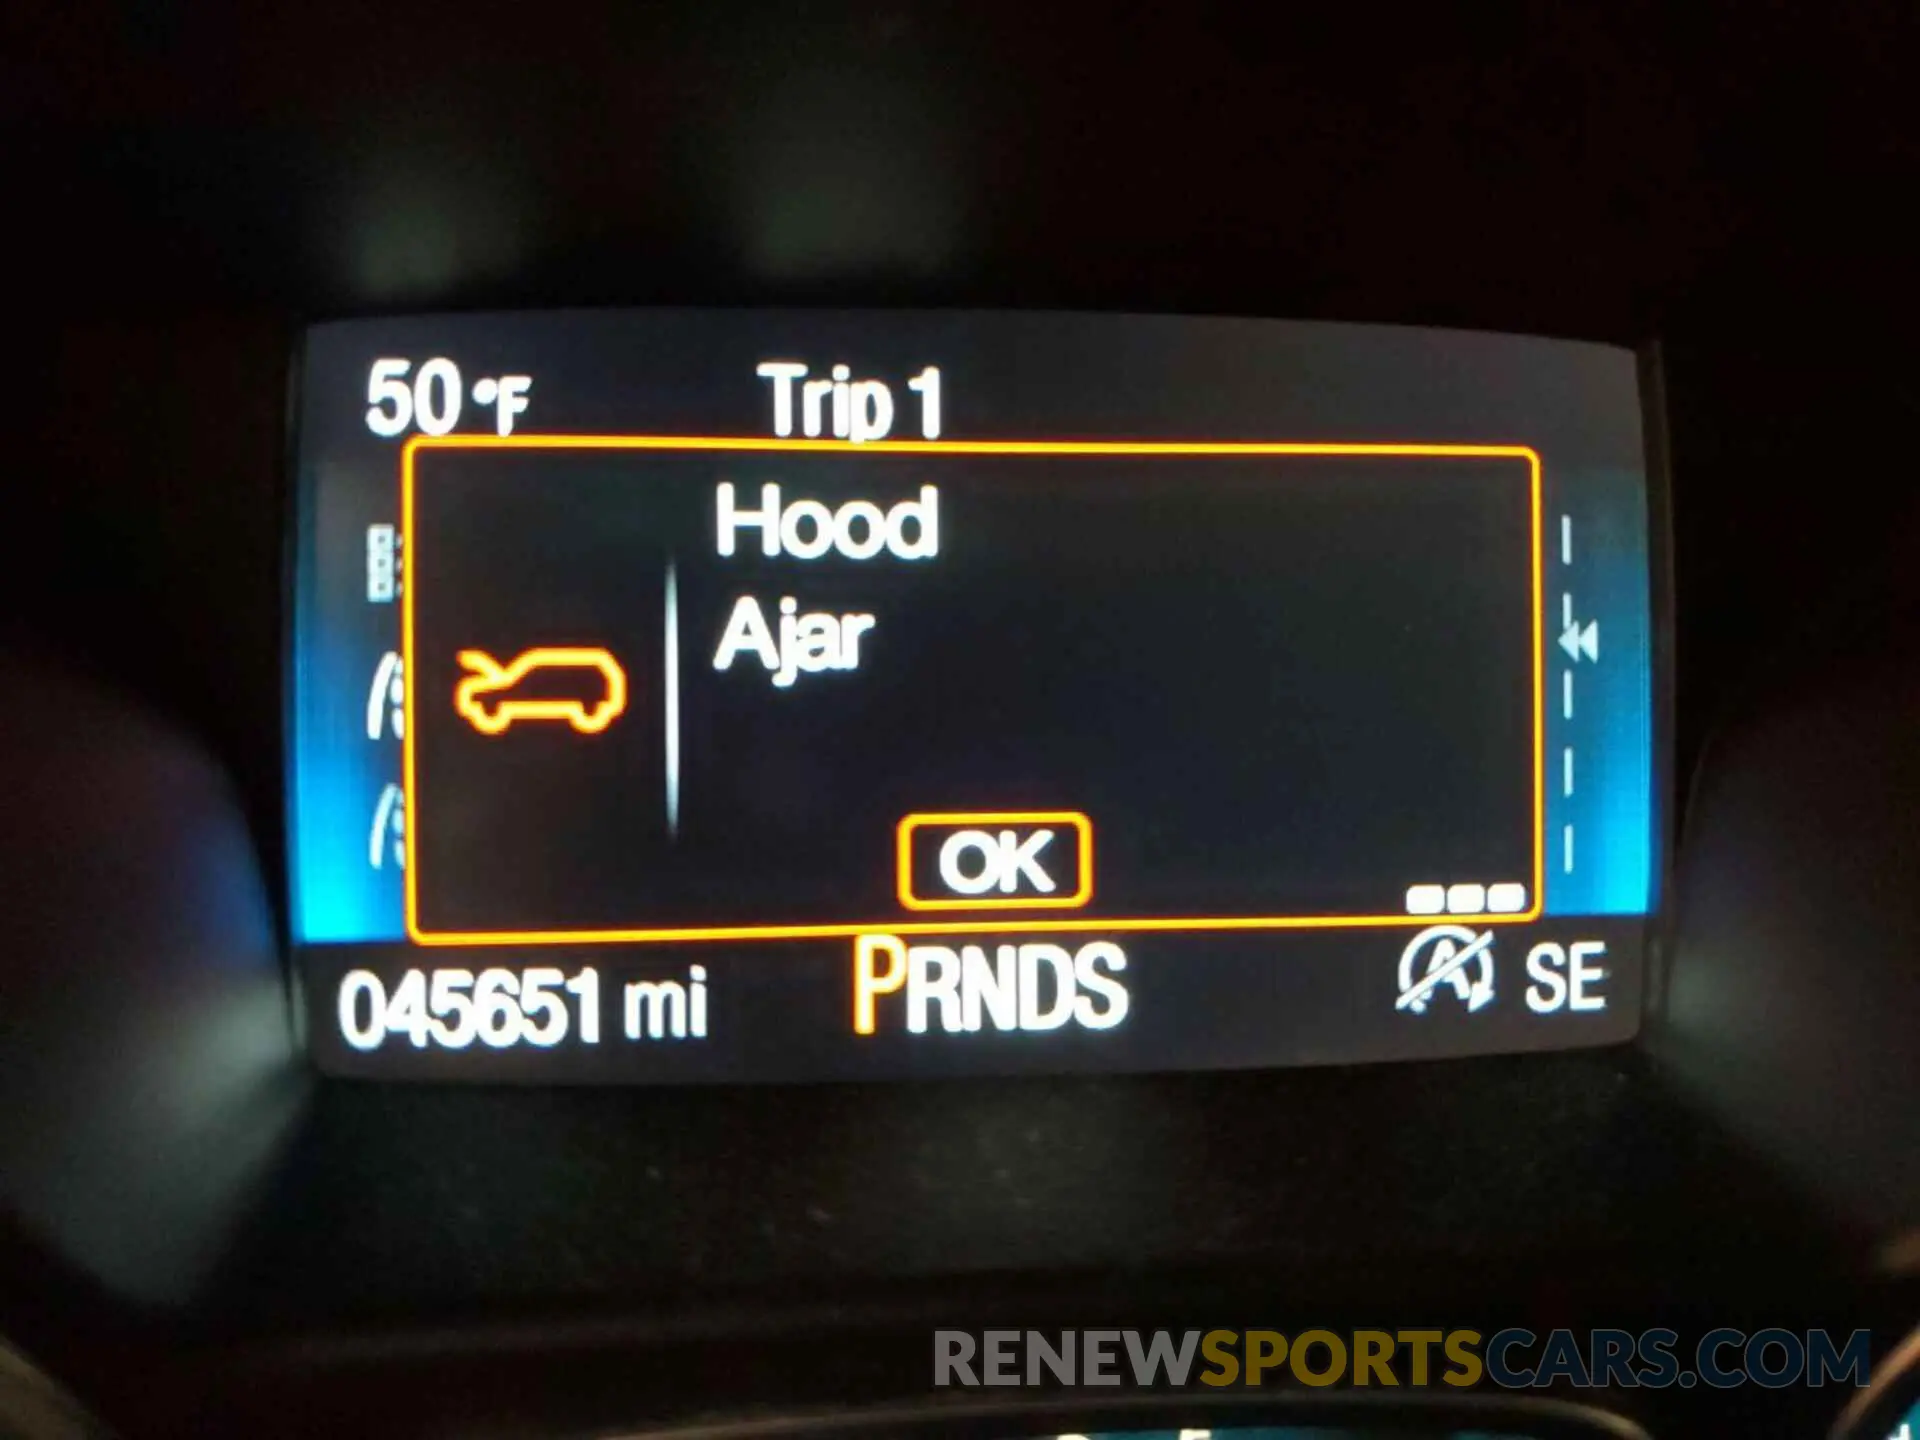 50 °F Trip 1
Hood
Ajar
OK
045651 mi PRNDS A SE
RENEWSPORTSCARS.COM